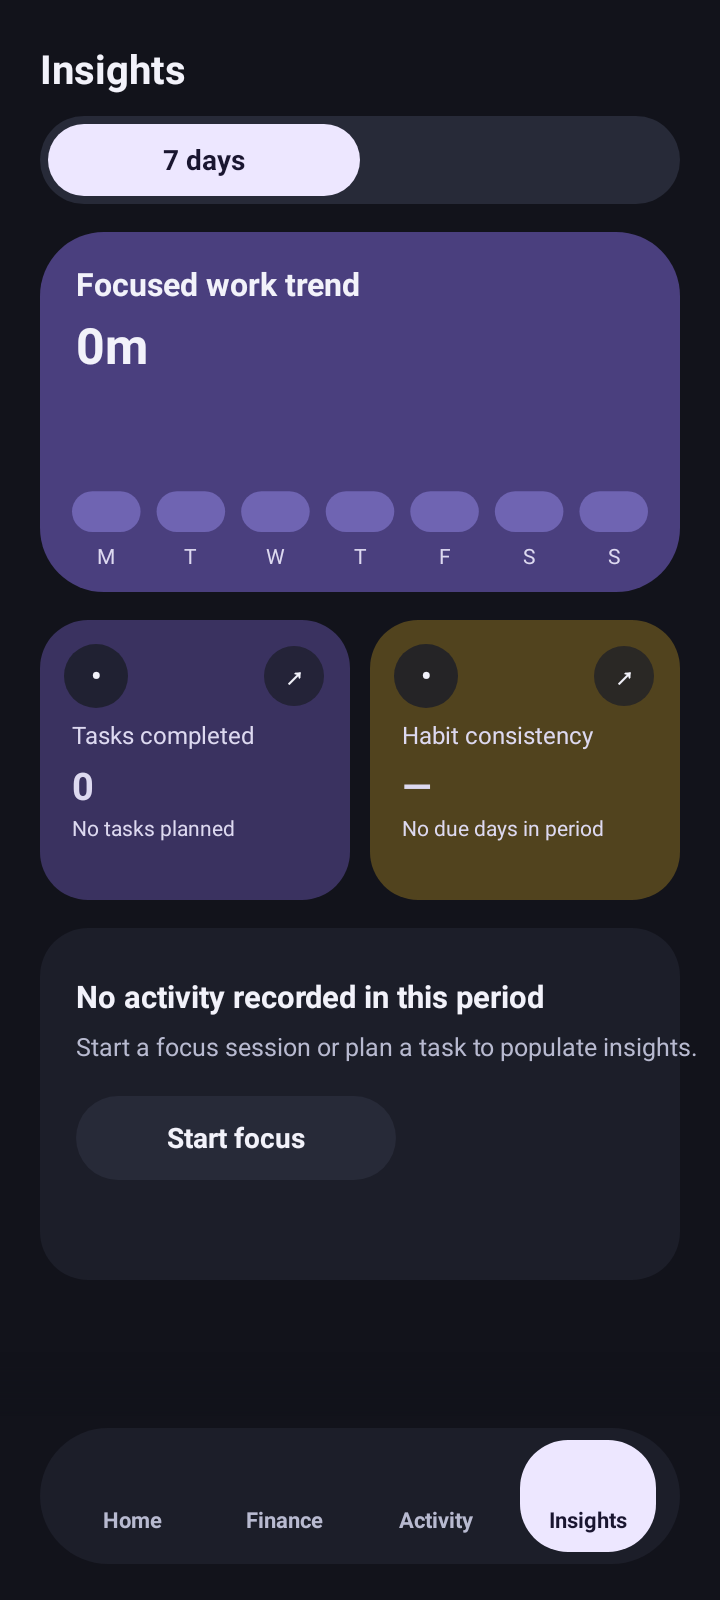 Insights
7 days
Focused work trend
0m
M T W T F S S
Tasks completed
0
No tasks planned
Habit consistency
—
No due days in period
No activity recorded in this period
Start a focus session or plan a task to populate insights.
Start focus
Home Finance Activity Insights